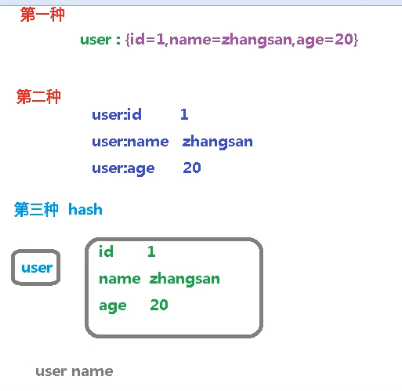 第一种
user : {id=1,name=zhangsan,age=20}
第二种
user:id 1
user:name zhangsan
user:age 20
第三种 hash
user
id 1
name zhangsan
age 20
user name